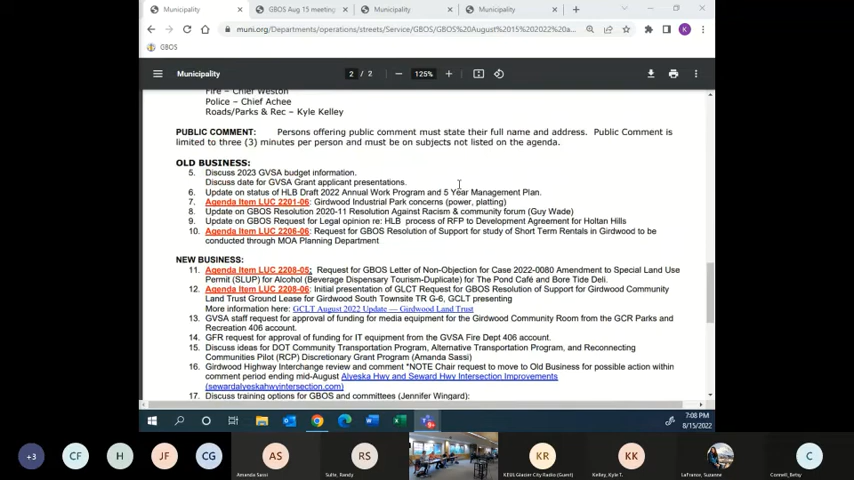 Municipality
GBOS Aug 15 meeting
Municipality
Municipality
muni.org/Departments/operations/streets/Service/GBOS/GBOS%20August%2015%202022%20a...
K
GBOS
Municipality
2 / 2
125%
Fire – Chief Weston
Police – Chief Achee
Roads/Parks & Rec – Kyle Kelley
PUBLIC COMMENT: Persons offering public comment must state their full name and address. Public Comment is
limited to three (3) minutes per person and must be on subjects not listed on the agenda.
OLD BUSINESS:
5. Discuss 2023 GVSA budget information.
Discuss date for GVSA Grant applicant presentations.
6. Update on status of HLB Draft 2022 Annual Work Program and 5 Year Management Plan.
7. Agenda Item LUC 2201-06: Girdwood Industrial Park concerns (power, platting)
8. Update on GBOS Resolution 2020-11 Resolution Against Racism & community forum (Guy Wade)
9. Update on GBOS Request for Legal opinion re: HLB process of RFP to Development Agreement for Holtan Hills
10. Agenda Item LUC 2206-06: Request for GBOS Resolution of Support for study of Short Term Rentals in Girdwood to be
conducted through MOA Planning Department
NEW BUSINESS:
11. Agenda Item LUC 2208-05: Request for GBOS Letter of Non-Objection for Case 2022-0080 Amendment to Special Land Use
Permit (SLUP) for Alcohol (Beverage Dispensary Tourism-Duplicate) for The Pond Café and Bore Tide Deli.
12. Agenda Item LUC 2208-06: Initial presentation of GLCT Request for GBOS Resolution of Support for Girdwood Community
Land Trust Ground Lease for Girdwood South Townsite TR G-6, GCLT presenting
More information here: GCLT August 2022 Update — Girdwood Land Trust
13. GVSA staff request for approval of funding for media equipment for the Girdwood Community Room from the GCR Parks and
Recreation 406 account.
14. GFR request for approval of funding for IT equipment from the GVSA Fire Dept 406 account.
15. Discuss ideas for DOT Community Transportation Program, Alternative Transportation Program, and Reconnecting
Communities Pilot (RCP) Discretionary Grant Program (Amanda Sassi)
16. Girdwood Highway Interchange review and comment *NOTE Chair request to move to Old Business for possible action within
comment period ending mid-August Alyeska Hwy and Seward Hwy Intersection Improvements
(sewardalyeskahwyintersection.com)
17. Discuss training options for GBOS and committees (Jennifer Wingard):
7:08 PM
8/15/2022
+3
CF
H
JF
CG
AS
Amanda Sassi
RS
Sulte, Randy
KR
KEUL Glacier City Radio (Guest)
KK
Kelley, Kyle T.
LaFrance, Suzanne
C
Connell, Betsy